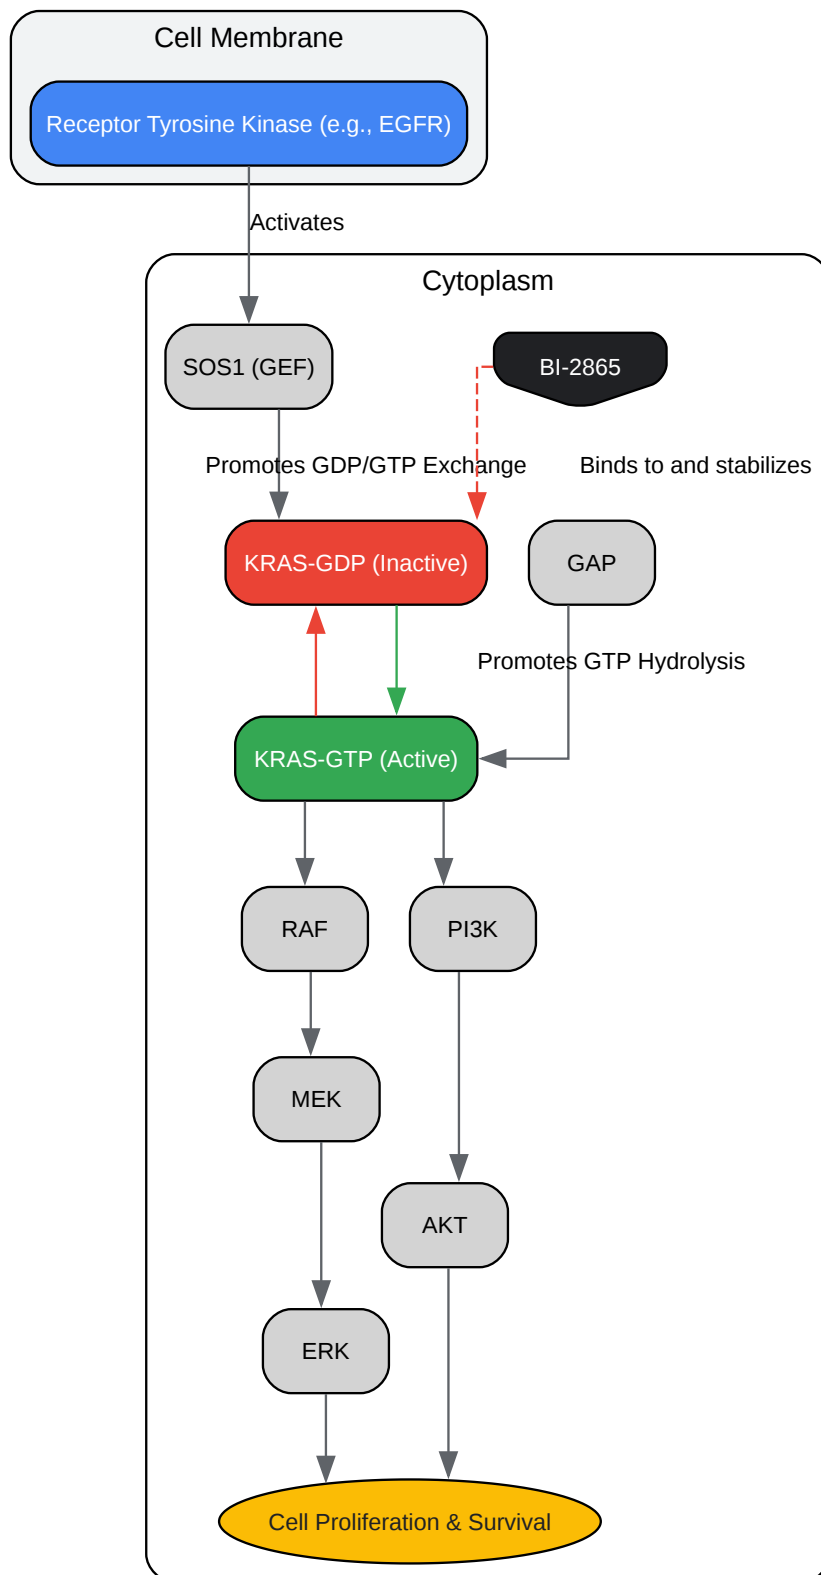 Cell Membrane
Receptor Tyrosine Kinase (e.g., EGFR)
Activates
Cytoplasm
SOS1 (GEF)
BI-2865
Promotes GDP/GTP Exchange
Binds to and stabilizes
KRAS-GDP (Inactive)
GAP
Promotes GTP Hydrolysis
KRAS-GTP (Active)
RAF
PI3K
MEK
AKT
ERK
Cell Proliferation & Survival